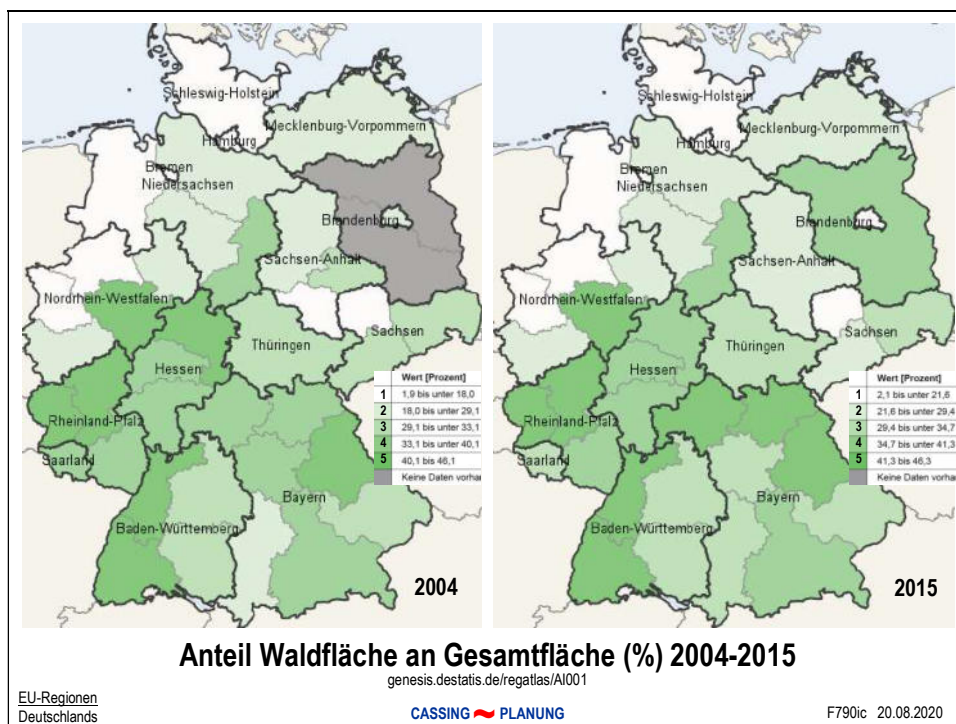 Schleswig-Holstein
Mecklenburg-Vorpommern
Hamburg
Bremen
Niedersachsen
Brandenburg
Sachsen-Anhalt
Nordrhein-Westfalen
Sachsen
Thüringen
Hessen
Rheinland-Pfalz
Saarland
Bayern
Baden-Württemberg
Wert [Prozent]
1 1,9 bis unter 18,0
2 18,0 bis unter 29,1
3 29,1 bis unter 33,1
4 33,1 bis unter 40,1
5 40,1 bis 46,1
Keine Daten vorhar
2004
Schleswig-Holstein
Mecklenburg-Vorpommern
Hamburg
Bremen
Niedersachsen
Brandenburg
Sachsen-Anhalt
Nordrhein-Westfalen
Sachsen
Thüringen
Hessen
Rheinland-Pfalz
Saarland
Bayern
Baden-Württemberg
Wert [Prozent]
1 2,1 bis unter 21,6
2 21,6 bis unter 29,4
3 29,4 bis unter 34,7
4 34,7 bis unter 41,3
5 41,3 bis 46,3
Keine Daten vorhar
2015
Anteil Waldfläche an Gesamtfläche (%) 2004-2015
genesis.destatis.de/regatlas/AI001
EU-Regionen
Deutschlands
CASSING PLANUNG
F790ic 20.08.2020